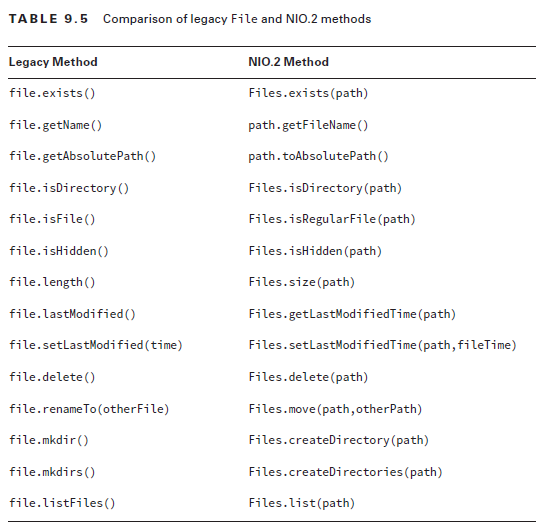 TABLE 9.5 Comparison of legacy File and NIO.2 methods
Legacy Method NIO.2 Method
file.exists() Files.exists(path)
file.getName() path.getFileName()
file.getAbsolutePath() path.toAbsolutePath()
file.isDirectory() Files.isDirectory(path)
file.isFile() Files.isRegularFile(path)
file.isHidden() Files.isHidden(path)
file.length() Files.size(path)
file.lastModified() Files.getLastModifiedTime(path)
file.setLastModified(time) Files.setLastModifiedTime(path,fileTime)
file.delete() Files.delete(path)
file.renameTo(otherFile) Files.move(path,otherPath)
file.mkdir() Files.createDirectory(path)
file.mkdirs() Files.createDirectories(path)
file.listFiles() Files.list(path)